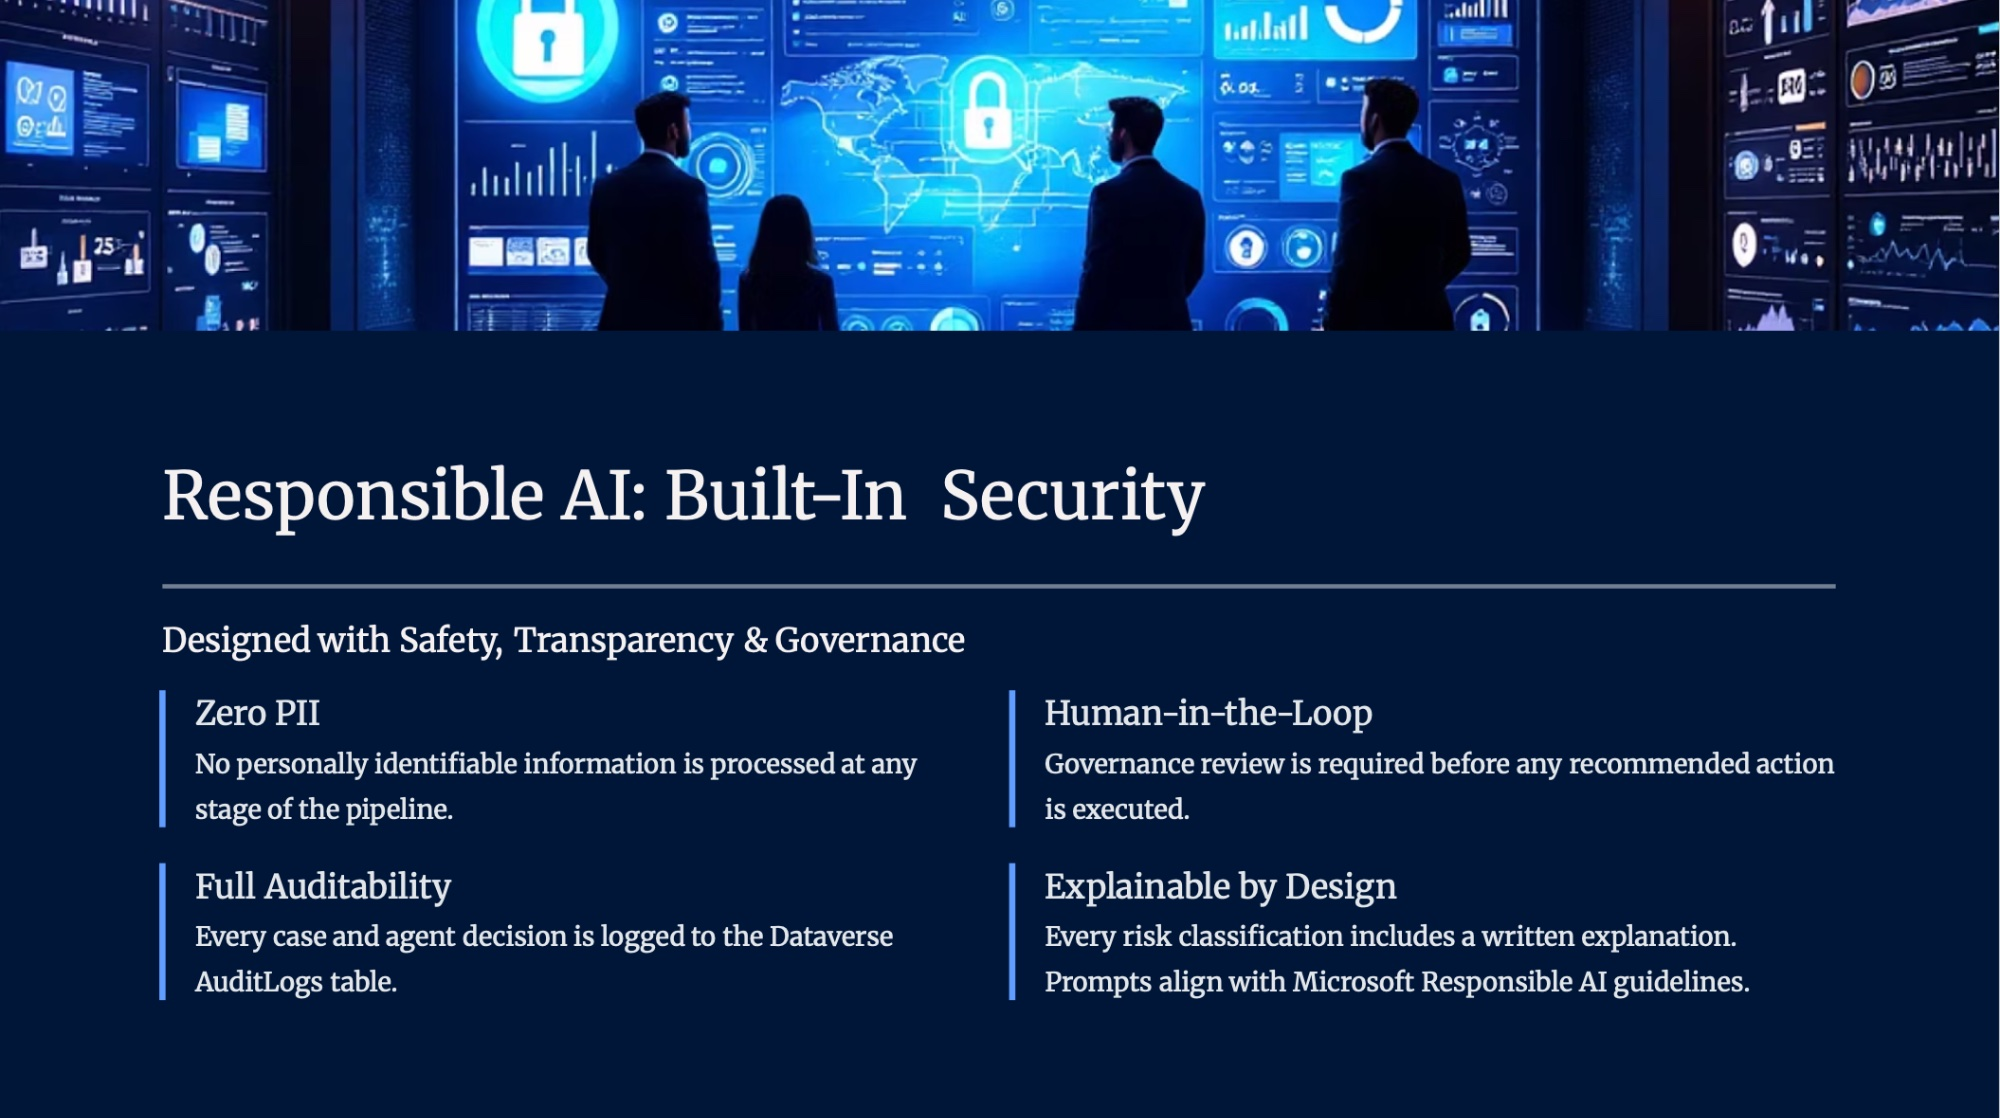 25
Responsible AI: Built-In  Security
Designed with Safety, Transparency & Governance
Zero PII
No personally identifiable information is processed at any
stage of the pipeline.
Human-in-the-Loop
Governance review is required before any recommended action
is executed.
Full Auditability
Every case and agent decision is logged to the Dataverse
AuditLogs table.
Explainable by Design
Every risk classification includes a written explanation.
Prompts align with Microsoft Responsible AI guidelines.